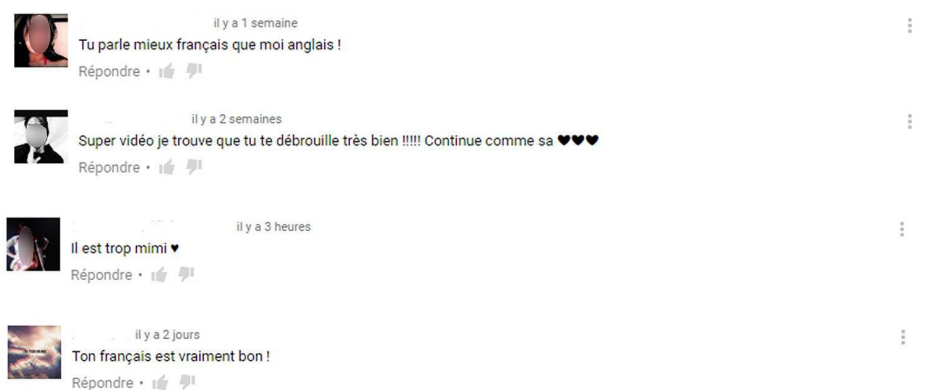 il y a 1 semaine
Tu parle mieux français que moi anglais !
Répondre •
il y a 2 semaines
Super vidéo je trouve que tu te débrouille très bien !!!!! Continue comme sa ♥♥♥
Répondre •
il y a 3 heures
Il est trop mimi ♥
Répondre •
il y a 2 jours
Ton français est vraiment bon !
Répondre •